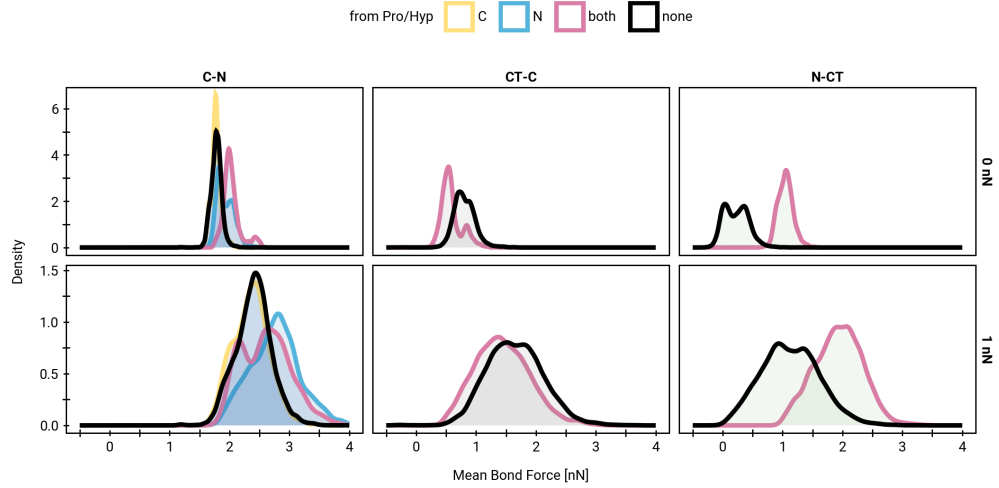 from Pro/Hyp C N both none
C-N CT-C N-CT
6
4
2
0
0 nN
Density
1.5
1.0
0.5
0.0
1 nN
0 1 2 3 4 0 1 2 3 4 0 1 2 3 4
Mean Bond Force [nN]